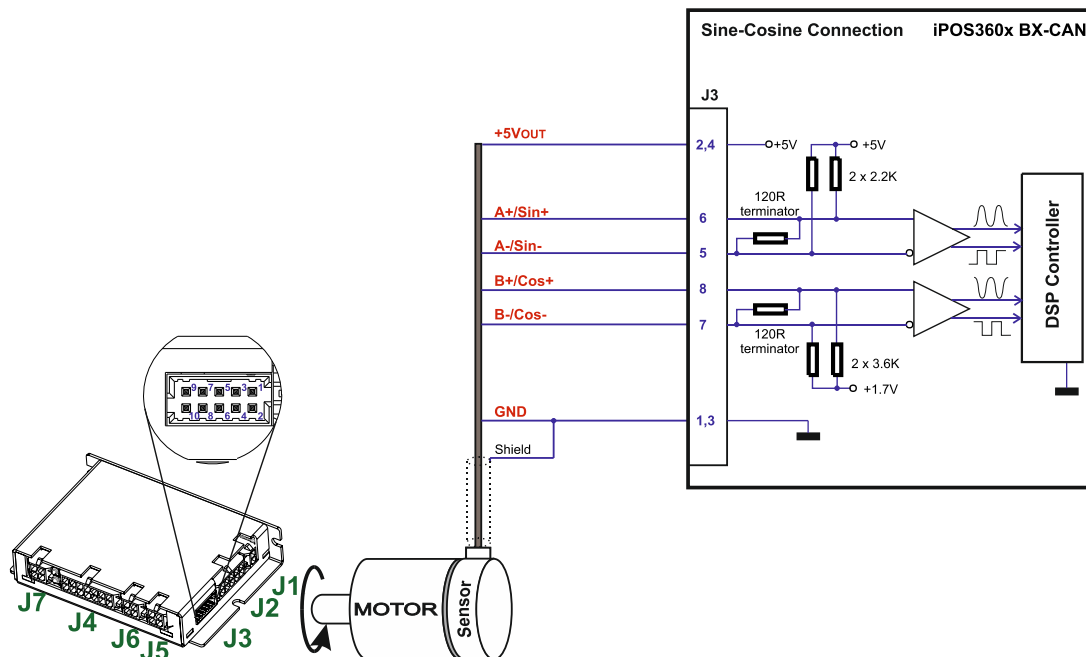 Sine-Cosine Connection iPOS360x BX-CAN
J3
+5VOUT
2,4
+5V
+5V
2 x 2.2K
120R
terminator
A+/Sin+
6
A-/Sin-
5
B+/Cos+
8
B-/Cos-
7
120R
terminator
2 x 3.6K
+1.7V
DSP Controller
GND
1,3
Shield
9 7 5 3 1
10 8 6 4 2
J1
J2
J3
J7
J4
J6
J5
MOTOR
Sensor